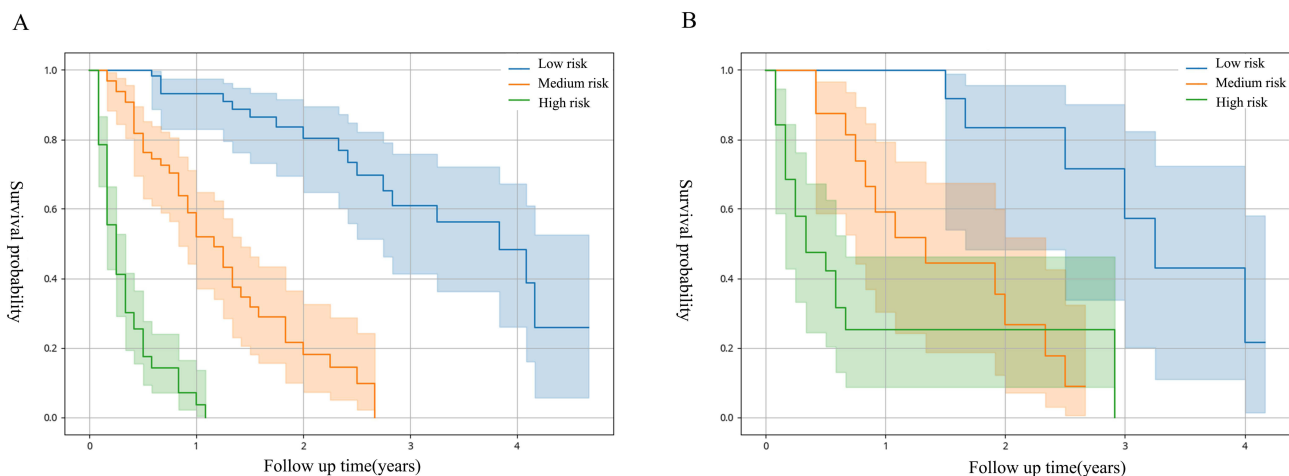 A
Survival probability
1.0
0.8
0.6
0.4
0.2
0.0
Low risk
Medium risk
High risk
0
1
2
3
4
Follow up time(years)
B
Survival probability
1.0
0.8
0.6
0.4
0.2
0.0
Low risk
Medium risk
High risk
0
1
2
3
4
Follow up time(years)